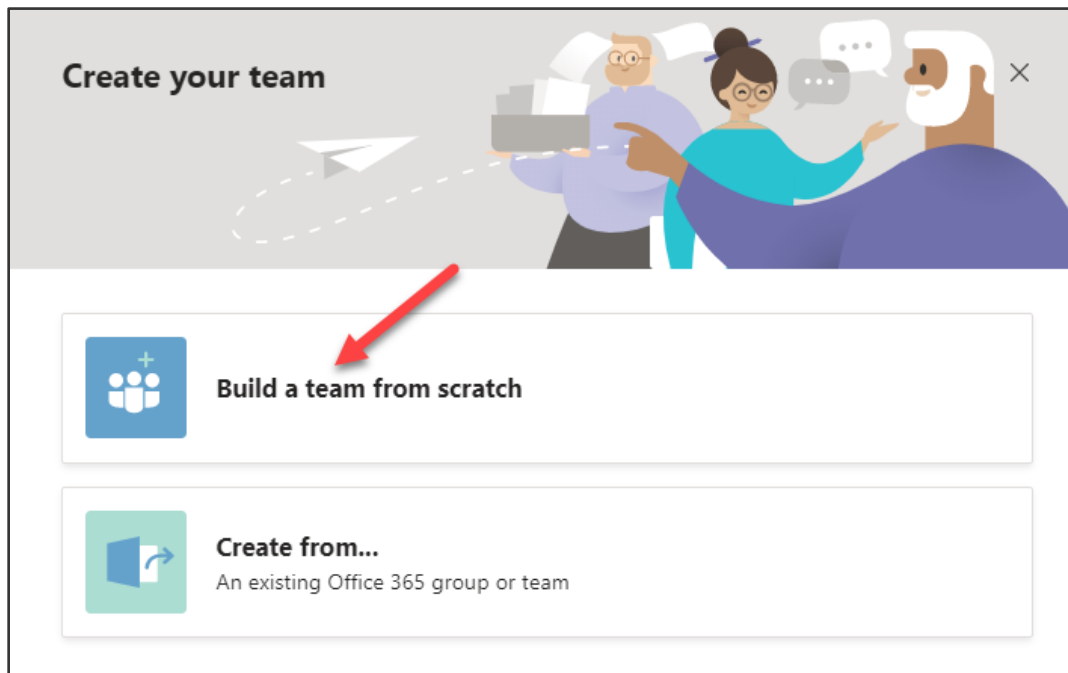 Create your team
Build a team from scratch
Create from...
An existing Office 365 group or team